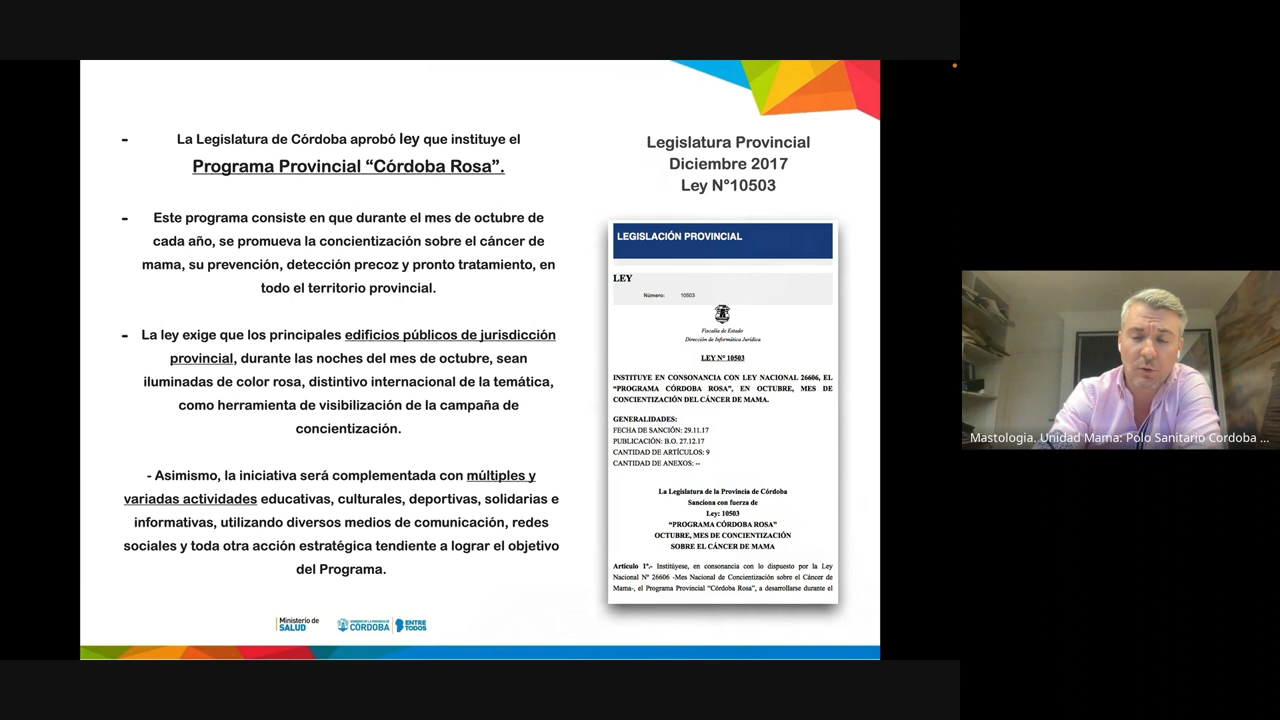 - La Legislatura de Córdoba aprobó ley que instituye el
Programa Provincial “Córdoba Rosa”.
- Este programa consiste en que durante el mes de octubre de
cada año, se promueva la concientización sobre el cáncer de
mama, su prevención, detección precoz y pronto tratamiento, en
todo el territorio provincial.
- La ley exige que los principales edificios públicos de jurisdicción
provincial, durante las noches del mes de octubre, sean
iluminadas de color rosa, distintivo internacional de la temática,
como herramienta de visibilización de la campaña de
concientización.
- Asimismo, la iniciativa será complementada con múltiples y
variadas actividades educativas, culturales, deportivas, solidarias e
informativas, utilizando diversos medios de comunicación, redes
sociales y toda otra acción estratégica tendiente a lograr el objetivo
del Programa.
Legislatura Provincial
Diciembre 2017
Ley N°10503
LEGISLACIÓN PROVINCIAL
LEY
Número: 10503
Fiscalía de Estado
Dirección de Informática Jurídica
LEY Nº 10503
INSTITUYE EN CONSONANCIA CON LEY NACIONAL 26606, EL
“PROGRAMA CÓRDOBA ROSA”, EN OCTUBRE, MES DE
CONCIENTIZACIÓN DEL CÁNCER DE MAMA.
GENERALIDADES:
FECHA DE SANCIÓN: 29.11.17
PUBLICACIÓN: B.O. 27.12.17
CANTIDAD DE ARTÍCULOS: 9
CANTIDAD DE ANEXOS: --
La Legislatura de la Provincia de Córdoba
Sanciona con fuerza de
Ley: 10503
“PROGRAMA CÓRDOBA ROSA”
OCTUBRE, MES DE CONCIENTIZACIÓN
SOBRE EL CÁNCER DE MAMA
Artículo 1º.- Institúyese, en consonancia con lo dispuesto por la Ley
Nacional Nº 26606 -Mes Nacional de Concientización sobre el Cáncer de
Mama-, el Programa Provincial “Córdoba Rosa”, a desarrollarse durante el
Ministerio de
SALUD
GOBIERNO DE LA PROVINCIA DE
CÓRDOBA
ENTRE
TODOS
Mastologia. Unidad Mama: Polo Sanitario Cordoba ...